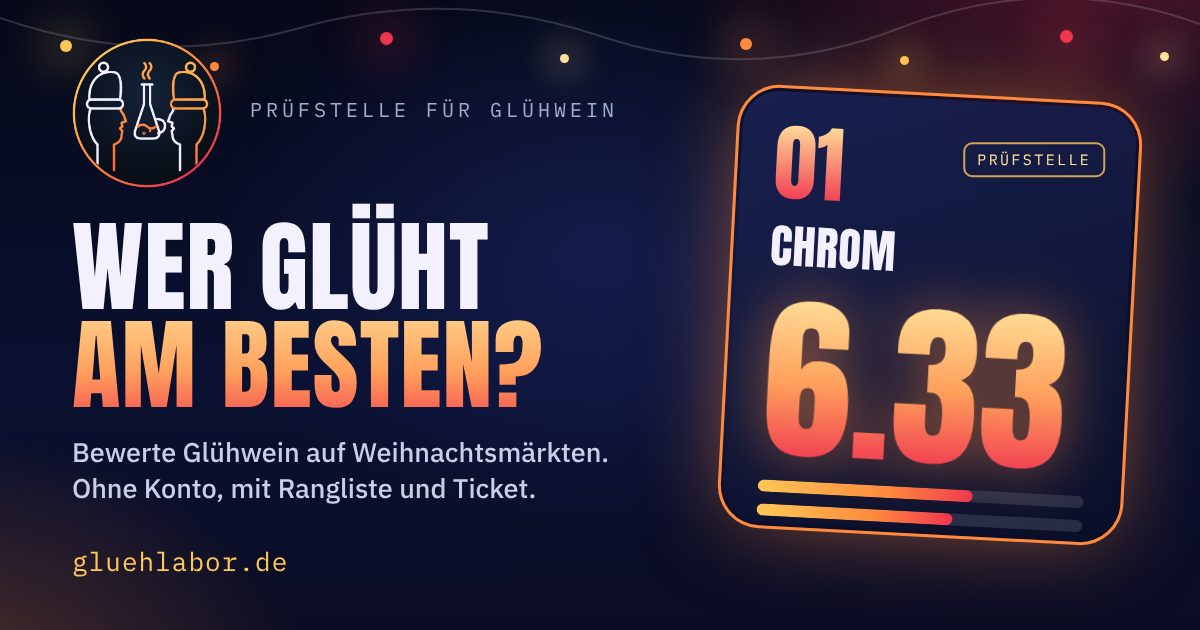 PRÜFSTELLE FÜR GLÜHWEIN
WER GLÜHT
AM BESTEN?
Bewerte Glühwein auf Weihnachtsmärkten.
Ohne Konto, mit Rangliste und Ticket.
gluehlabor.de
01
PRÜFSTELLE
CHROM
6.33